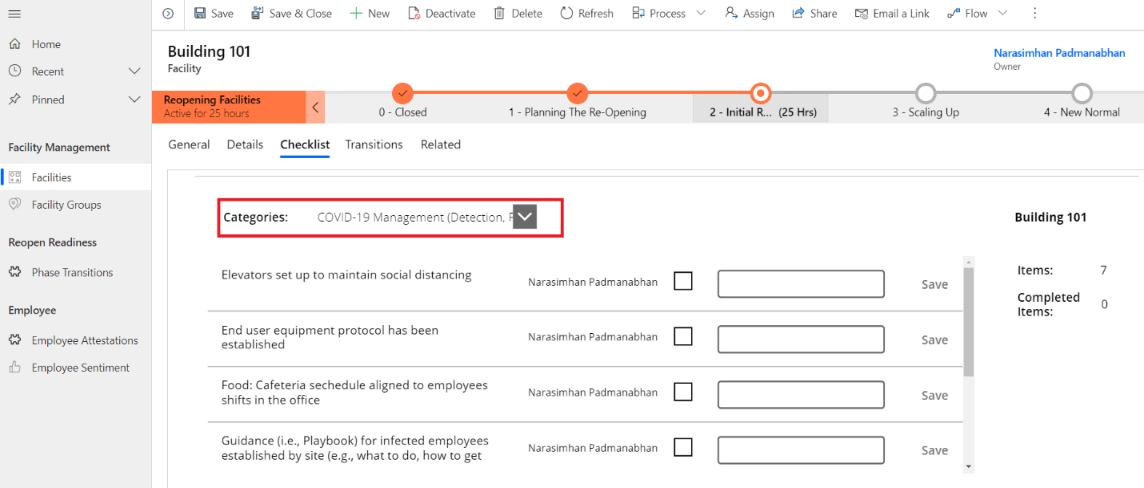 Save
Save & Close
New
Deactivate
Delete
Refresh
Process
Assign
Share
Email a Link
Flow
Home
Recent
Pinned
Facility Management
Facilities
Facility Groups
Reopen Readiness
Phase Transitions
Employee
Employee Attestations
Employee Sentiment
Building 101
Facility
Narasimhan Padmanabhan
Owner
Reopening Facilities
Active for 25 hours
0 - Closed
1 - Planning The Re-Opening
2 - Initial R... (25 Hrs)
3 - Scaling Up
4 - New Normal
General
Details
Checklist
Transitions
Related
Categories: COVID-19 Management (Detection,
Building 101
Items: 7
Completed
Items: 0
Elevators set up to maintain social distancing
Narasimhan Padmanabhan
Save
End user equipment protocol has been
established
Narasimhan Padmanabhan
Save
Food: Cafeteria sechedule aligned to employees
shifts in the office
Narasimhan Padmanabhan
Save
Guidance (i.e., Playbook) for infected employees
established by site (e.g., what to do, how to get
Narasimhan Padmanabhan
Save